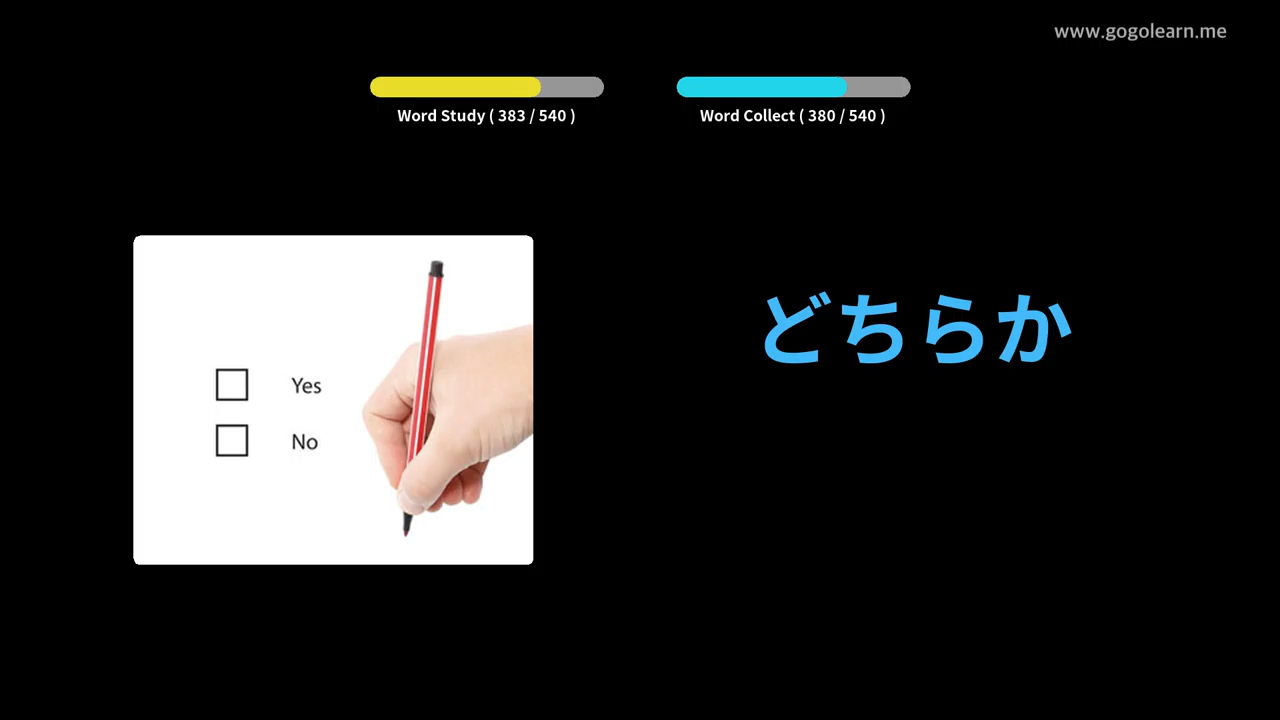 www.gogolearn.me
Word Study ( 383 / 540 )
Word Collect ( 380 / 540 )
どちらか
Yes
No